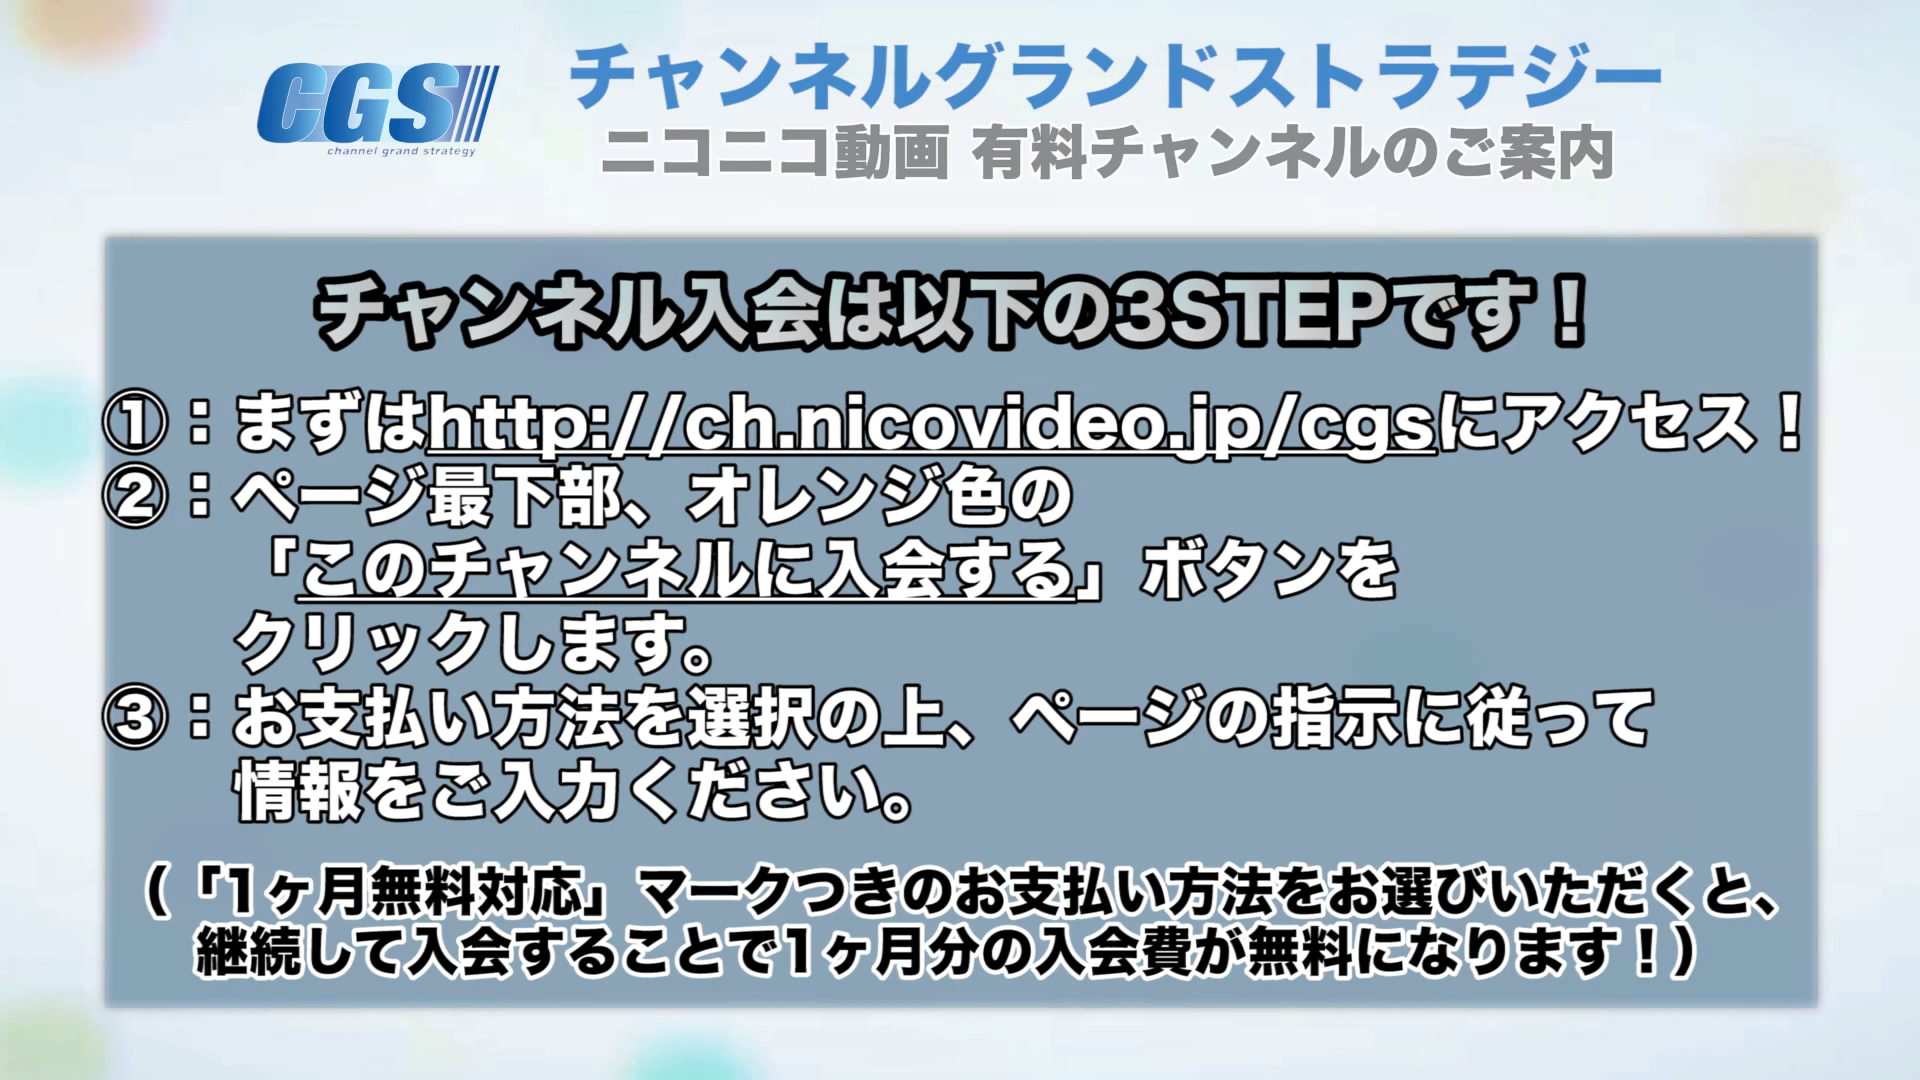 CGS
channel grand strategy
チャンネルグランドストラテジー
ニコニコ動画 有料チャンネルのご案内
チャンネル入会は以下の3STEPです！
①：まずはhttp://ch.nicovideo.jp/cgsにアクセス！
②：ページ最下部、オレンジ色の
「このチャンネルに入会する」ボタンを
クリックします。
③：お支払い方法を選択の上、ページの指示に従って
情報をご入力ください。
（「1ヶ月無料対応」マークつきのお支払い方法をお選びいただくと、
継続して入会することで1ヶ月分の入会費が無料になります！）